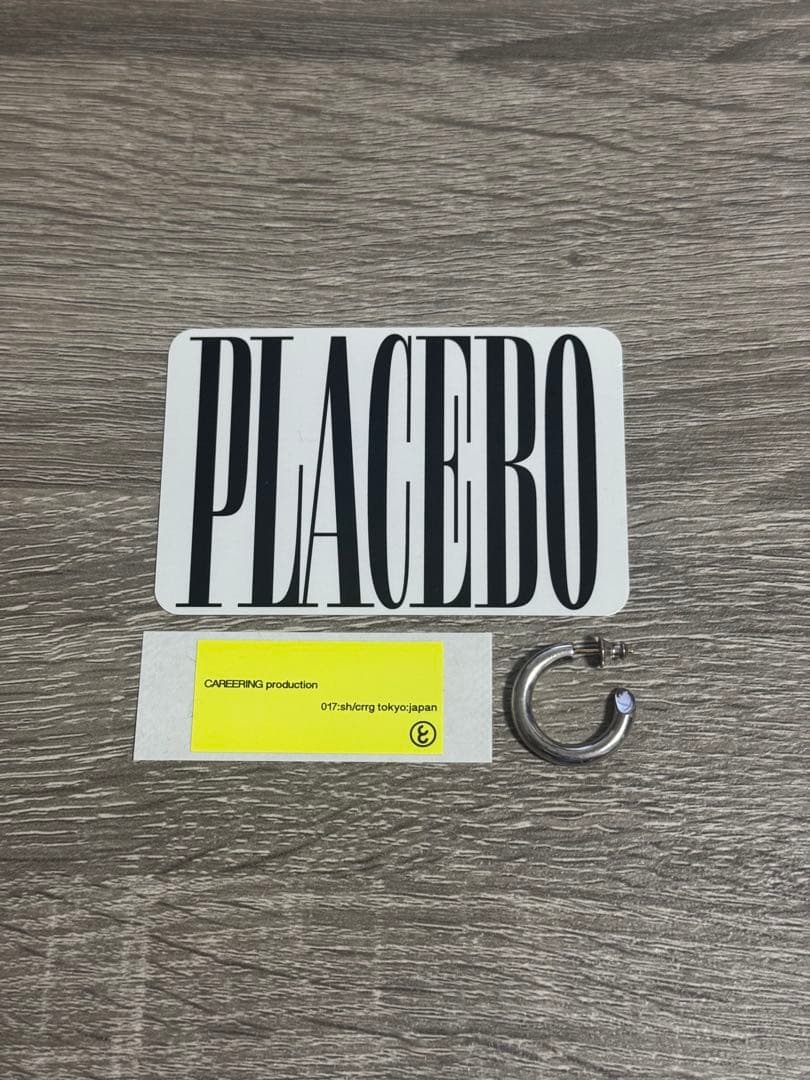 PLACEBO
CAREERING production
017:sh/crrg tokyo:japan